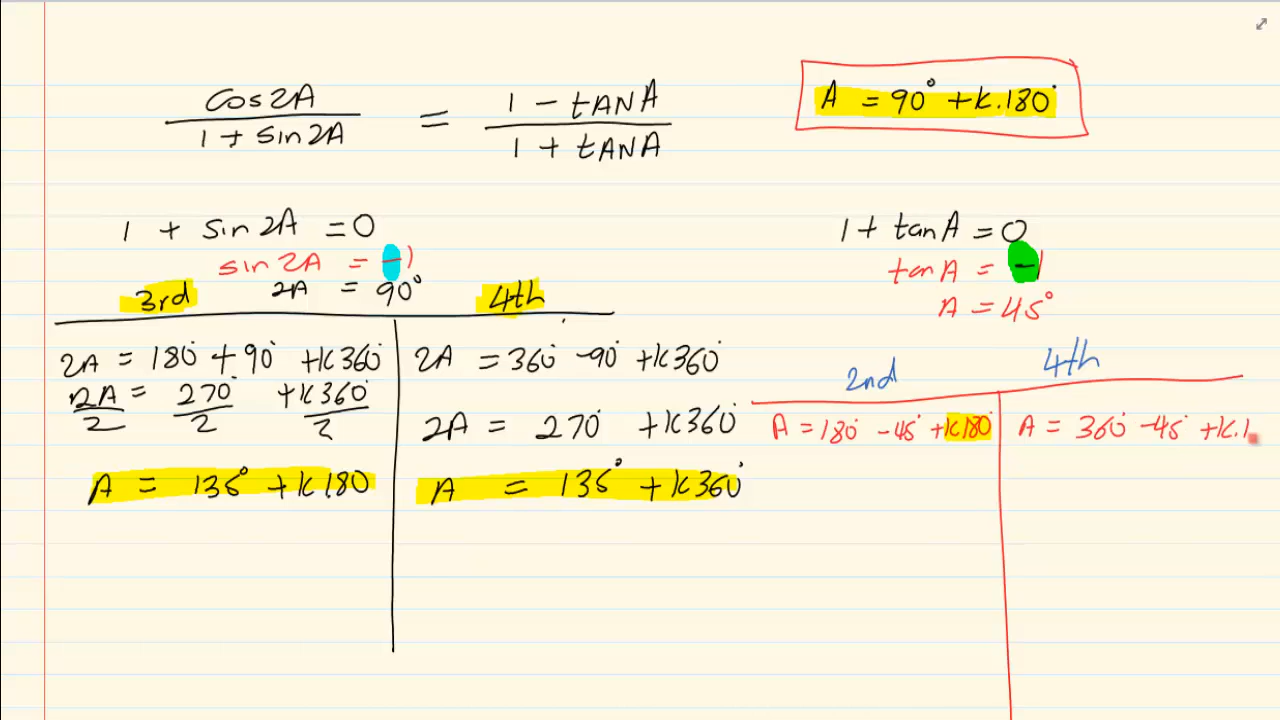 cos2A / 1 + sin2A = 1 - tANA / 1 + tANA
A = 90° + k.180°
1 + sin2A = 0
sin2A = -1
2A = 90°
3rd
4th
2A = 180° + 90° + k360°
2A/2 = 270°/2 + k360°/2
A = 135° + k180
2A = 360° - 90° + k360°
2A = 270° + k360°
A = 135° + k360°
1 + tanA = 0
tanA = -1
A = 45°
2nd
4th
A = 180° - 45° + k180°
A = 360° - 45° + k.1